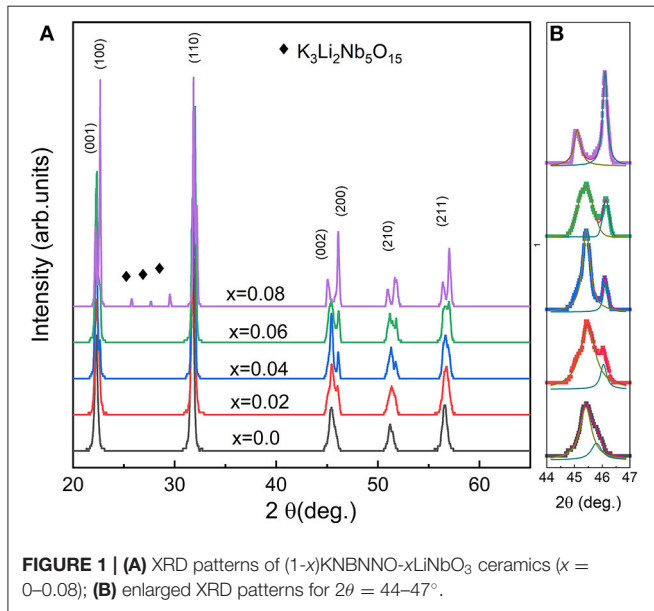 A
B
(100)
(110)
◆ K₃Li₂Nb₅O₁₅
(001)
(200)
(002)
(210)
(211)
x=0.08
x=0.06
x=0.04
x=0.02
x=0.0
Intensity (arb.units)
20 30 40 50 60
2 θ(deg.)
1
44 45 46 47
2θ (deg.)
FIGURE 1 | (A) XRD patterns of (1-x)KNBNNO-xLiNbO₃ ceramics (x =
0–0.08); (B) enlarged XRD patterns for 2θ = 44–47°.